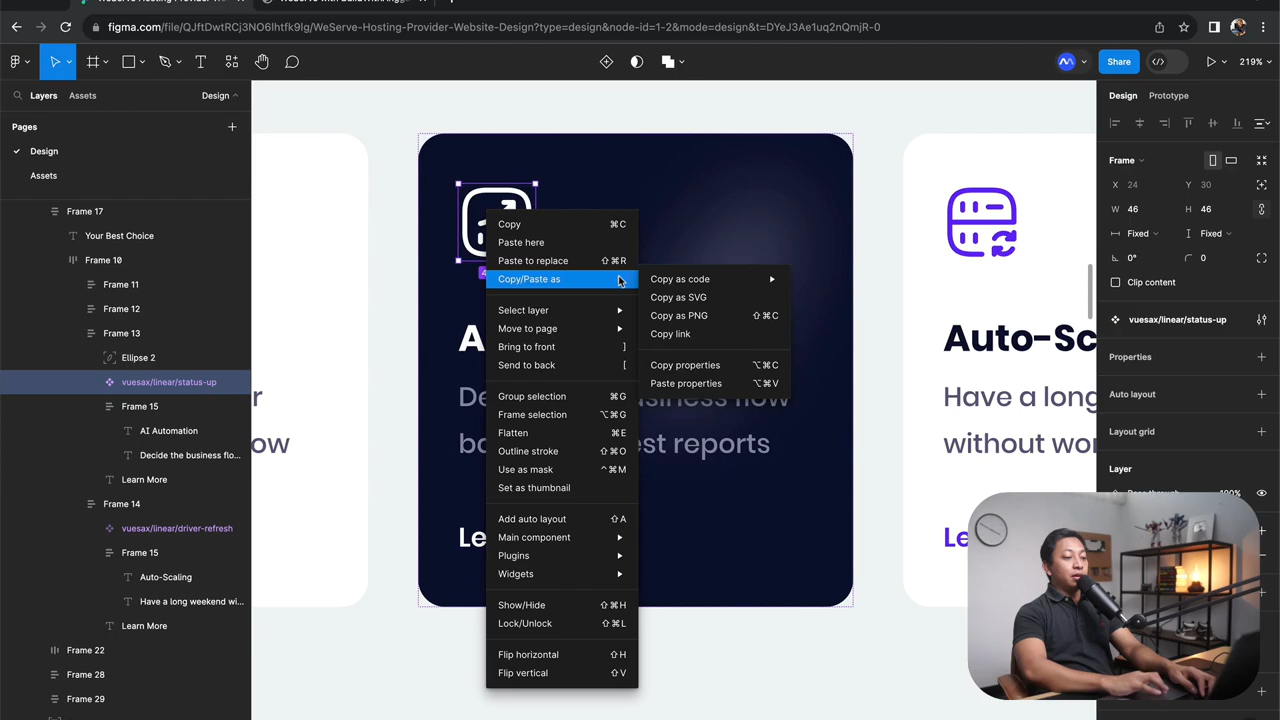 figma.com/file/QJftDwtRCj3NO6lhtfk9lg/WeServe-Hosting-Provider-Website-Design?type=design&node-id=1-2&mode=design&t=DYeJ3Ae1uq2nQmjR-0
Share
219%
Layers
Assets
Design
Pages
Design
Assets
Frame 17
Your Best Choice
Frame 10
Frame 11
Frame 12
Frame 13
Ellipse 2
vuesax/linear/status-up
Frame 15
AI Automation
Decide the business flo...
Learn More
Frame 14
vuesax/linear/driver-refresh
Frame 15
Auto-Scaling
Have a long weekend wi...
Learn More
Frame 22
Frame 28
Frame 29
Copy ⌘C
Paste here
Paste to replace ⇧⌘R
Copy/Paste as
Select layer
Move to page
Bring to front ]
Send to back [
Group selection ⌘G
Frame selection ⌥⌘G
Flatten ⌘E
Outline stroke ⇧⌘O
Use as mask ^⌘M
Set as thumbnail
Add auto layout ⇧A
Main component
Plugins
Widgets
Show/Hide ⇧⌘H
Lock/Unlock ⇧⌘L
Flip horizontal ⇧H
Flip vertical ⇧V
Copy as code
Copy as SVG
Copy as PNG ⇧⌘C
Copy link
Copy properties ⌥⌘C
Paste properties ⌥⌘V
reports
Auto-Sc
Have a long
without wor
Design
Prototype
Frame
X 24
Y 30
W 46
H 46
Fixed
Fixed
0°
0
Clip content
vuesax/linear/status-up
Properties
Auto layout
Layout grid
Layer